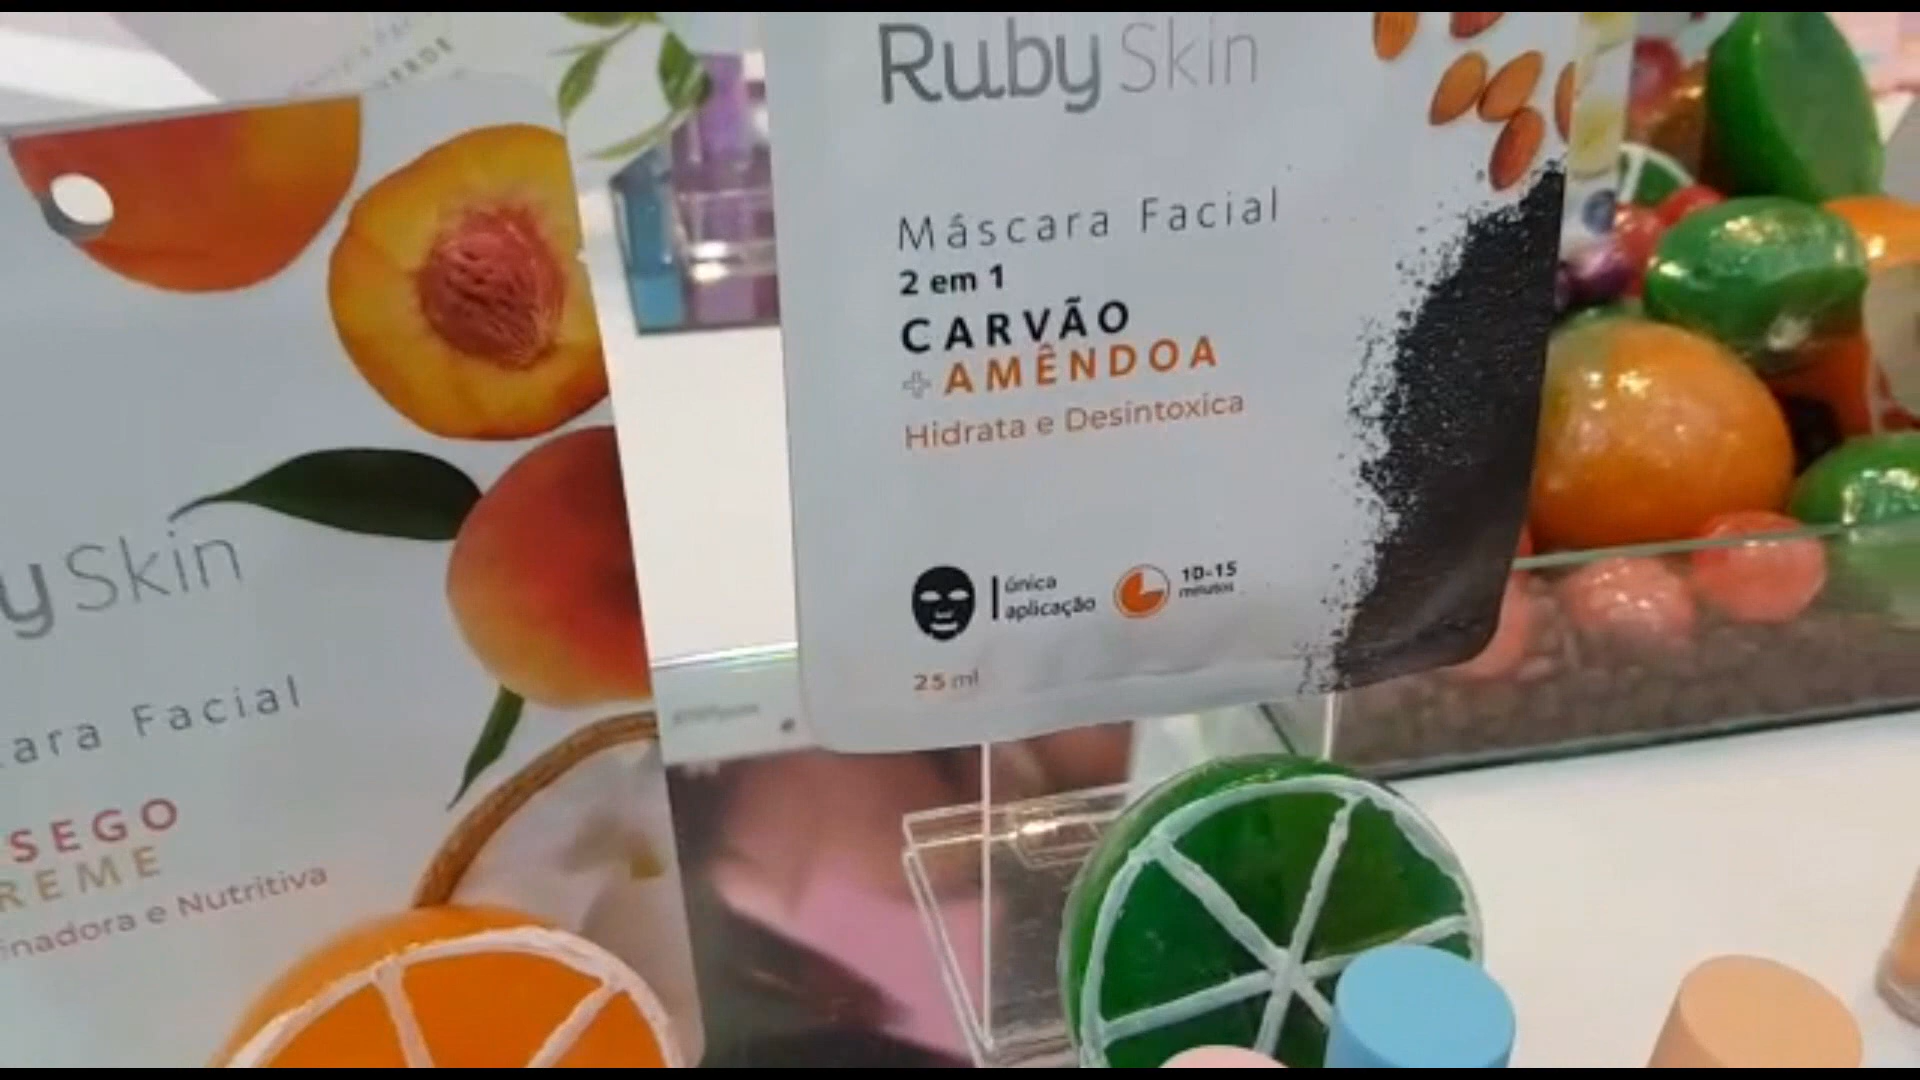 Ruby Skin
Máscara Facial
2 em 1
CARVÃO
+ AMÊNDOA
Hidrata e Desintoxica
única
aplicação
10-15
minutos
25 ml
y Skin
ara Facial
SEGO
REME
inadora e Nutritiva